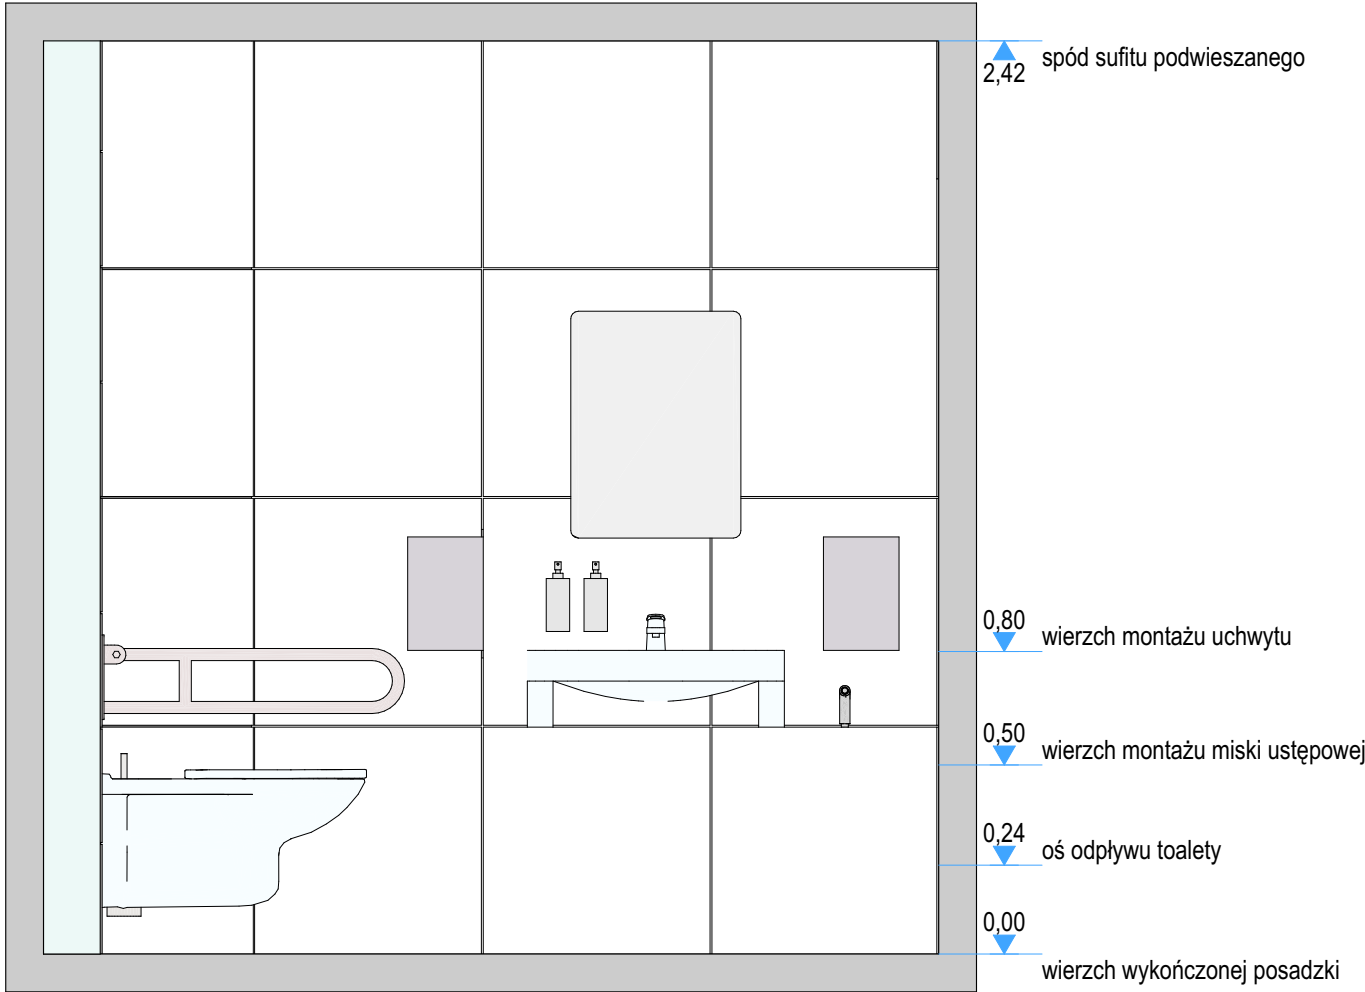 spód sufitu podwieszanego
2,42
0,80
wierzch montażu uchwytu
0,50
wierzch montażu miski ustępowej
0,24
oś odpływu toalety
0,00
wierzch wykończonej posadzki